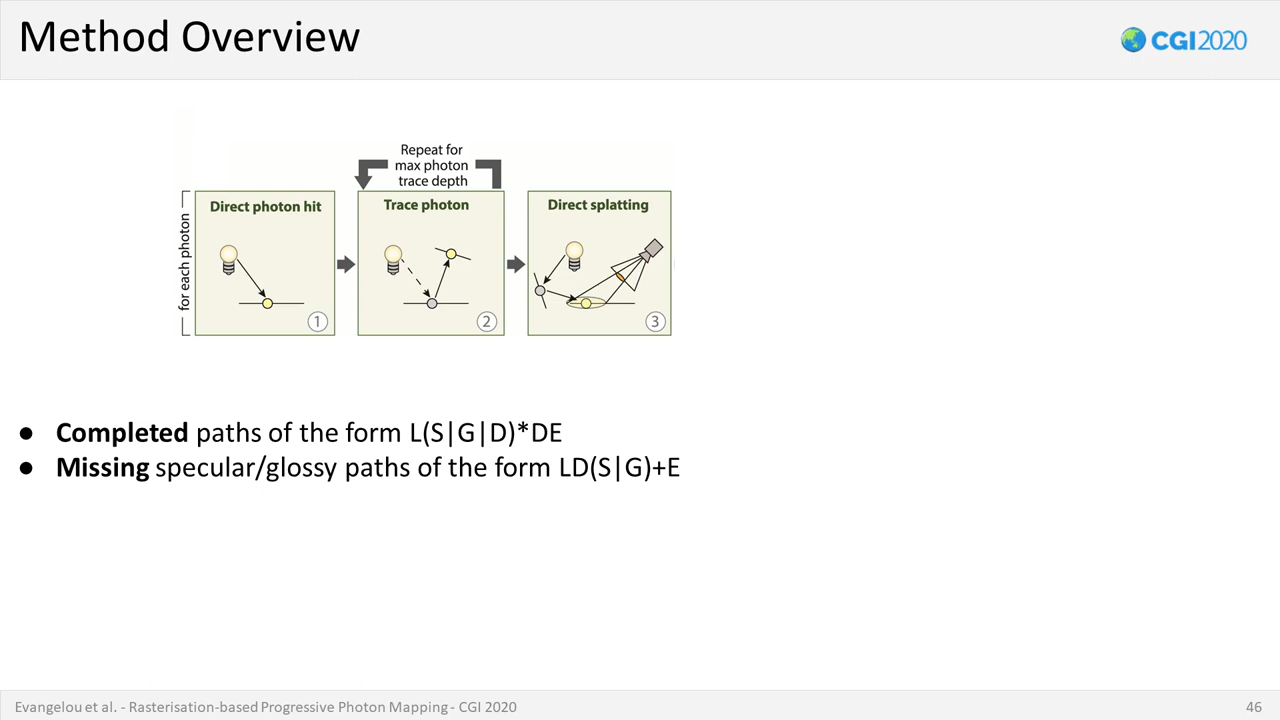 Method Overview
CGI2020
Repeat for
max photon
trace depth
for each photon
Direct photon hit
Trace photon
Direct splatting
1
2
3
● Completed paths of the form L(S|G|D)*DE
● Missing specular/glossy paths of the form LD(S|G)+E
Evangelou et al. - Rasterisation-based Progressive Photon Mapping - CGI 2020
46